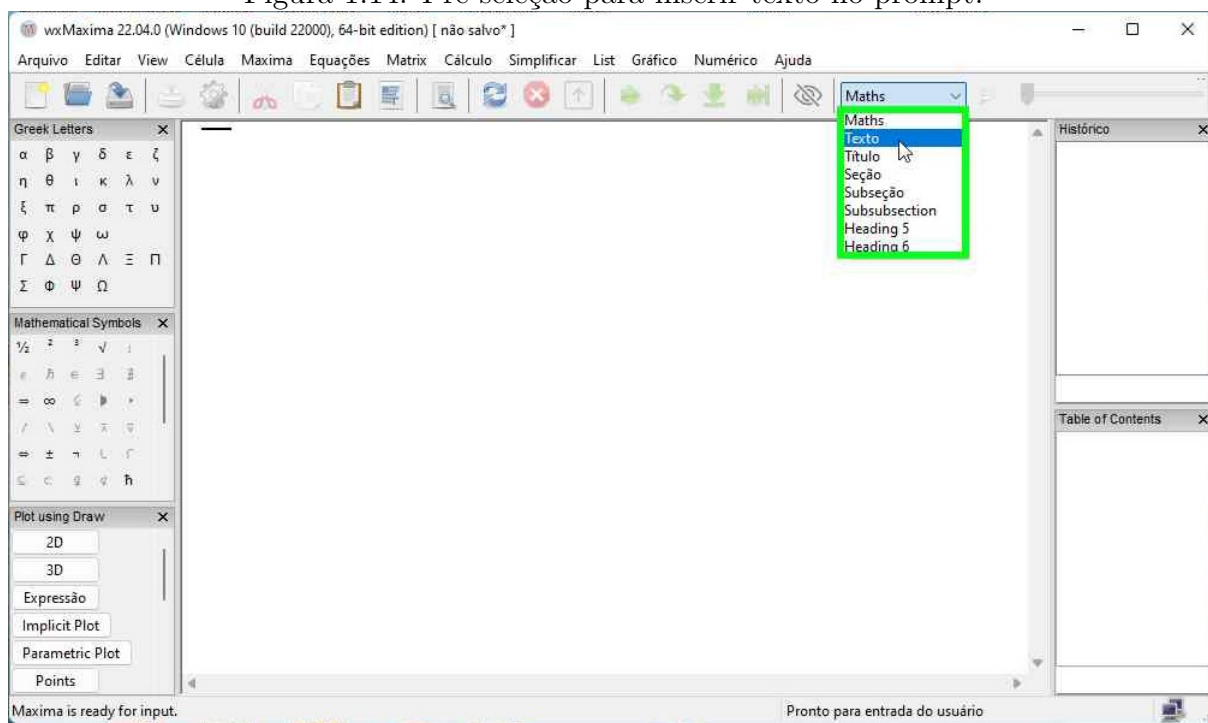 Figura 1.14: Pré-seleção para inserir texto no prompt.
wxMaxima 22.04.0 (Windows 10 (build 22000), 64-bit edition) [ não salvo* ]
Arquivo Editar View Célula Maxima Equações Matrix Cálculo Simplificar List Gráfico Numérico Ajuda
Maths
Maths
Texto
Título
Seção
Subseção
Subsubsection
Heading 5
Heading 6
Greek Letters
α β γ δ ε ζ
η θ ι κ λ ν
ξ π ρ σ τ υ
φ χ ψ ω
Γ Δ Θ Λ Ξ Π
Σ Φ Ψ Ω
Mathematical Symbols
½ ² ³ √
ħ ∈ ∃ ∄
⇒ ∞
⇔ ± ¬
ħ
Plot using Draw
2D
3D
Expressão
Implicit Plot
Parametric Plot
Points
Histórico
Table of Contents
Maxima is ready for input.
Pronto para entrada do usuário